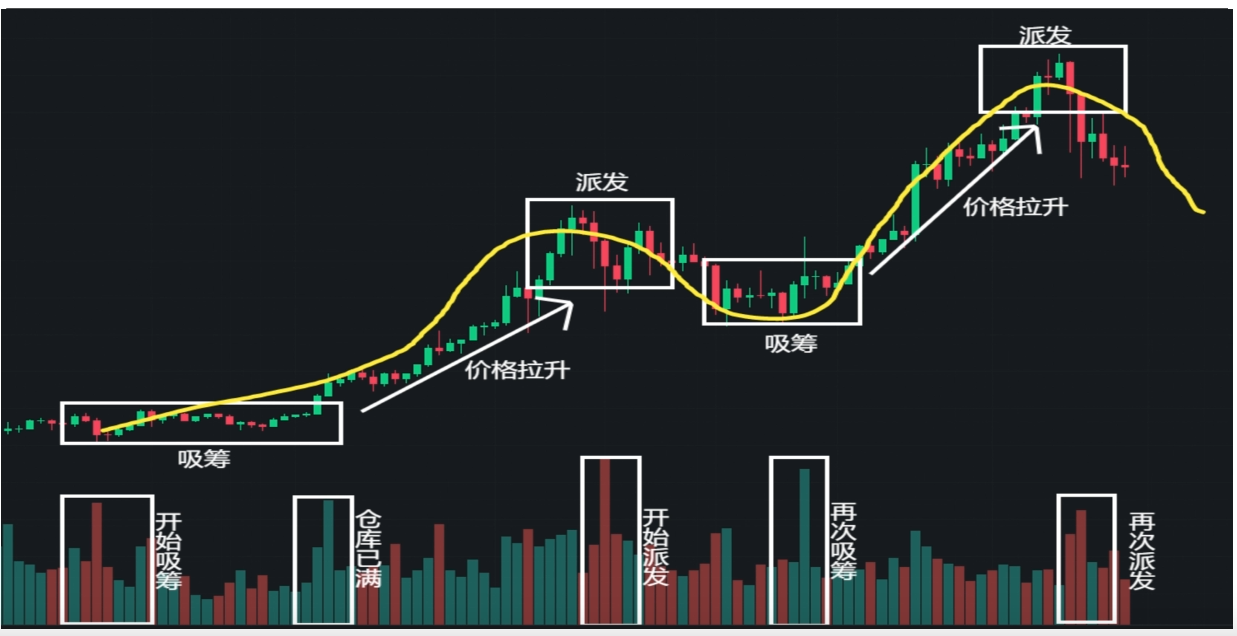 派发
派发
价格拉升
吸筹
价格拉升
吸筹
开始吸筹
仓库已满
开始派发
再次吸筹
再次派发